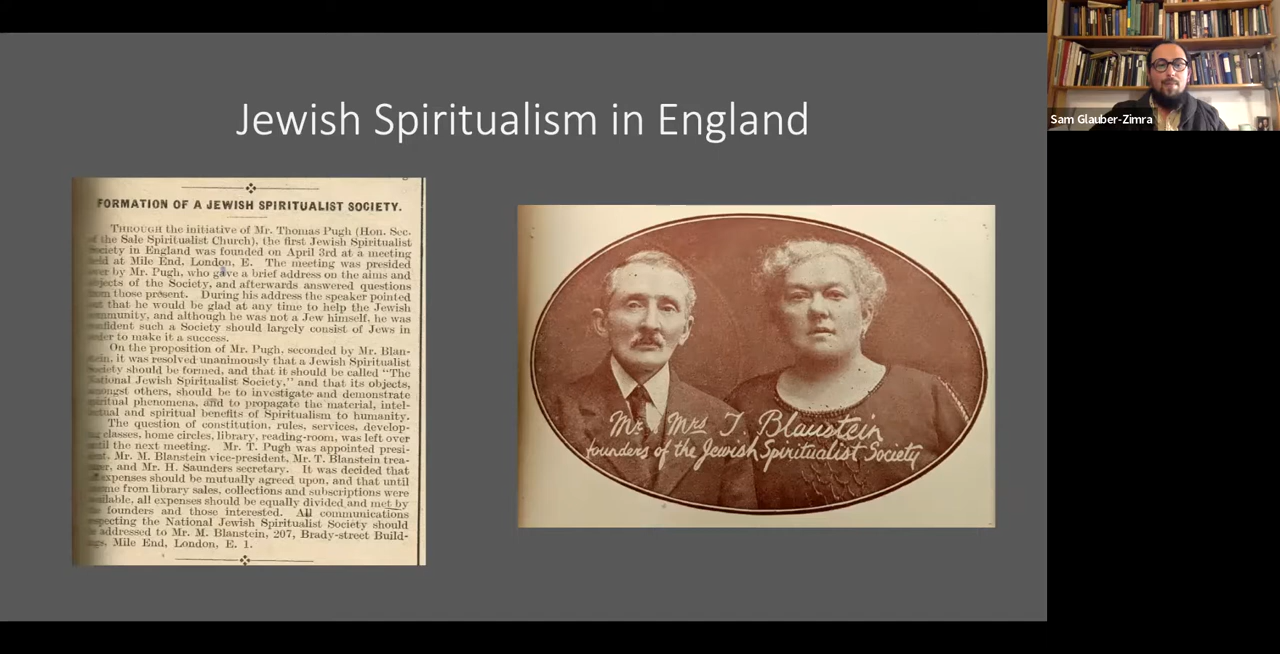 Jewish Spiritualism in England
Sam Glauber-Zimra
FORMATION OF A JEWISH SPIRITUALIST SOCIETY.
THROUGH the initiative of Mr. Thomas Pugh (Hon. Sec.
of the Sale Spiritualist Church), the first Jewish Spiritualist
Society in England was founded on April 3rd at a meeting
held at Mile End, London, E. The meeting was presided
over by Mr. Pugh, who gave a brief address on the aims and
objects of the Society, and afterwards answered questions
from those present. During his address the speaker pointed
out that he would be glad at any time to help the Jewish
community, and although he was not a Jew himself, he was
confident such a Society should largely consist of Jews in
order to make it a success.
On the proposition of Mr. Pugh, seconded by Mr. Blan-
stein, it was resolved unanimously that a Jewish Spiritualist
Society should be formed, and that it should be called "The
National Jewish Spiritualist Society," and that its objects,
amongst others, should be to investigate and demonstrate
spiritual phenomena, and to propagate the material, intel-
lectual and spiritual benefits of Spiritualism to humanity.
The question of constitution, rules, services, develop-
ing classes, home circles, library, reading-room, was left over
until the next meeting. Mr. T. Pugh was appointed presi-
dent, Mr. M. Blanstein vice-president, Mr. T. Blanstein trea-
surer, and Mr. H. Saunders secretary. It was decided that
all expenses should be mutually agreed upon, and that until
income from library sales, collections and subscriptions were
available, all expenses should be equally divided and met by
the founders and those interested. All communications
respecting the National Jewish Spiritualist Society should
be addressed to Mr. M. Blanstein, 207, Brady-street Build-
ings, Mile End, London, E. 1.
Mr. Mrs T. Blaustein
founders of the Jewish Spiritualist Society